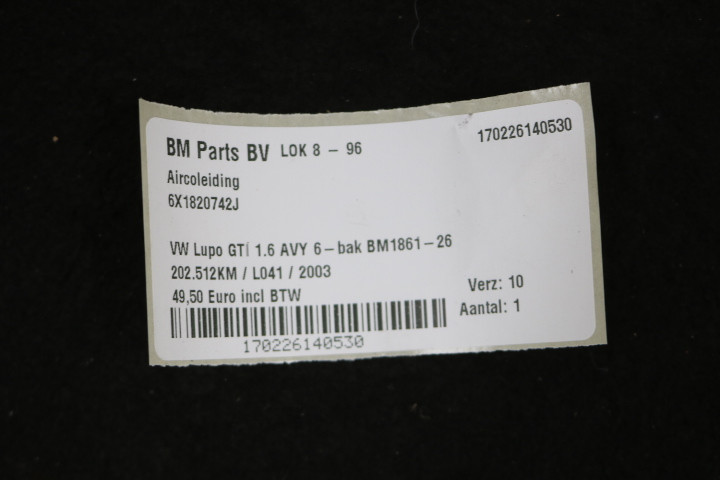 BM Parts BV LOK 8 - 96
170226140530
Aircoleiding
6X1820742J
VW Lupo GTI 1.6 AVY 6-bak BM1861-26
202.512KM / L041 / 2003
Verz: 10
49,50 Euro incl BTW
Aantal: 1
170226140530